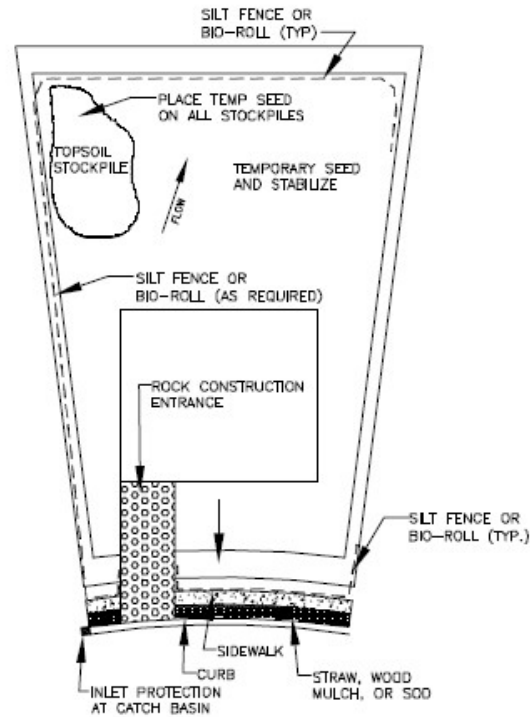 SILT FENCE OR
BIO-ROLL (TYP)
PLACE TEMP SEED
ON ALL STOCKPILES
TOPSOIL
STOCKPILE
TEMPORARY SEED
AND STABILIZE
FLOW
SILT FENCE OR
BIO-ROLL (AS REQUIRED)
ROCK CONSTRUCTION
ENTRANCE
SILT FENCE OR
BIO-ROLL (TYP.)
SIDEWALK
CURB
STRAW, WOOD
MULCH, OR SOD
INLET PROTECTION
AT CATCH BASIN